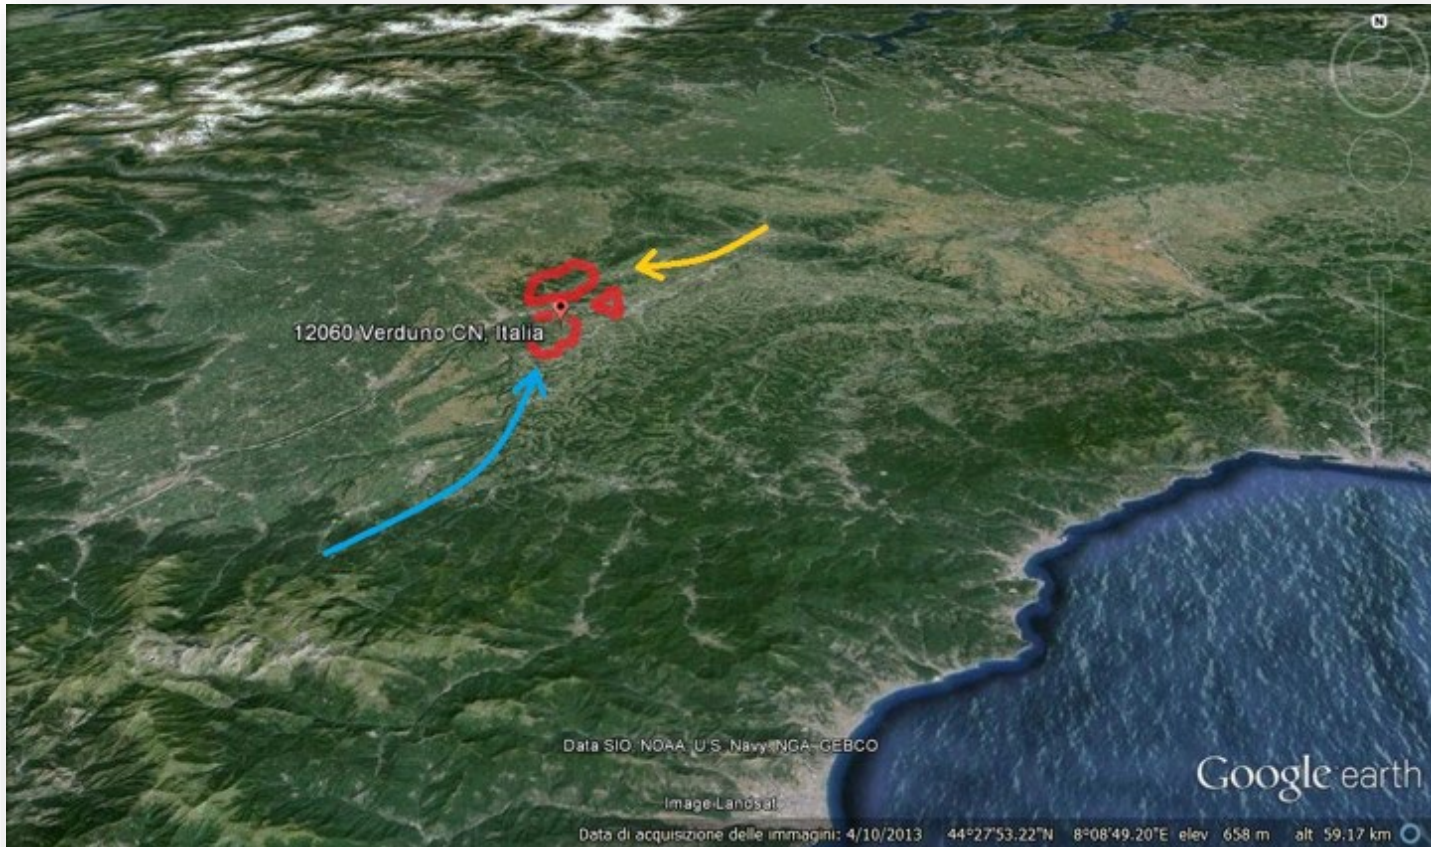 N
12060 Verduno CN, Italia
Data SIO, NOAA, U.S. Navy, NGA, GEBCO
Google earth
Image Landsat
Data di acquisizione delle immagini: 4/10/2013 44°27'53.22"N 8°08'49.20"E elev 658 m alt 59.17 km